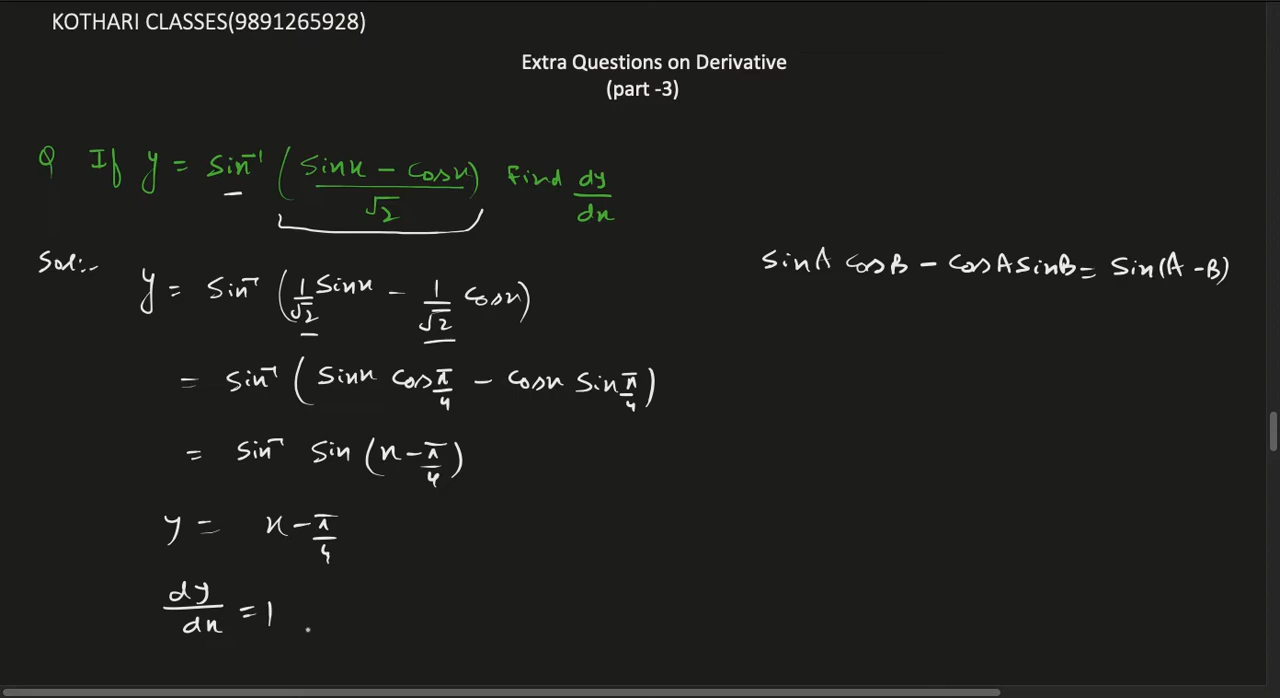 KOTHARI CLASSES(9891265928)
Extra Questions on Derivative
(part -3)
Q If y = Sin⁻¹ (Sinx - Cosx / √2) Find dy/dx
Sol:-
y = Sin⁻¹ (1/√2 Sinx - 1/√2 Cosx)
SinA CosB - CosA SinB = Sin(A - B)
= Sin⁻¹ (Sinx Cos π/4 - Cosx Sin π/4)
= Sin⁻¹ Sin (x - π/4)
y = x - π/4
dy/dx = 1